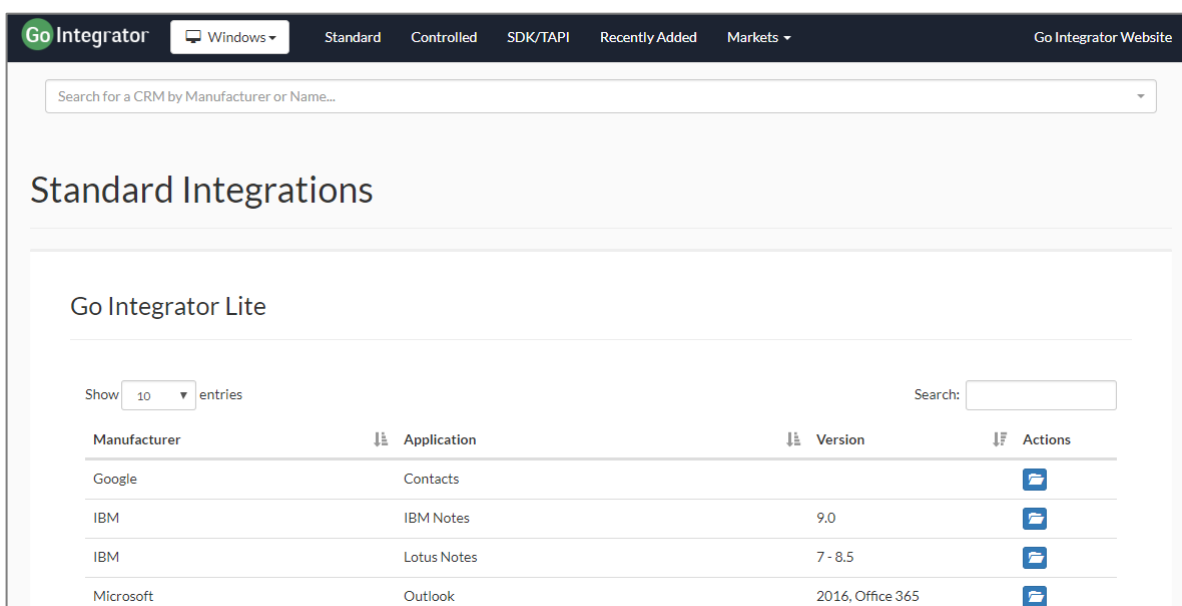 Go Integrator Windows Standard Controlled SDK/TAPI Recently Added Markets Go Integrator Website
Search for a CRM by Manufacturer or Name...
Standard Integrations
Go Integrator Lite
Show 10 entries Search:
Manufacturer Application Version Actions
Google Contacts
IBM IBM Notes 9.0
IBM Lotus Notes 7 - 8.5
Microsoft Outlook 2016, Office 365